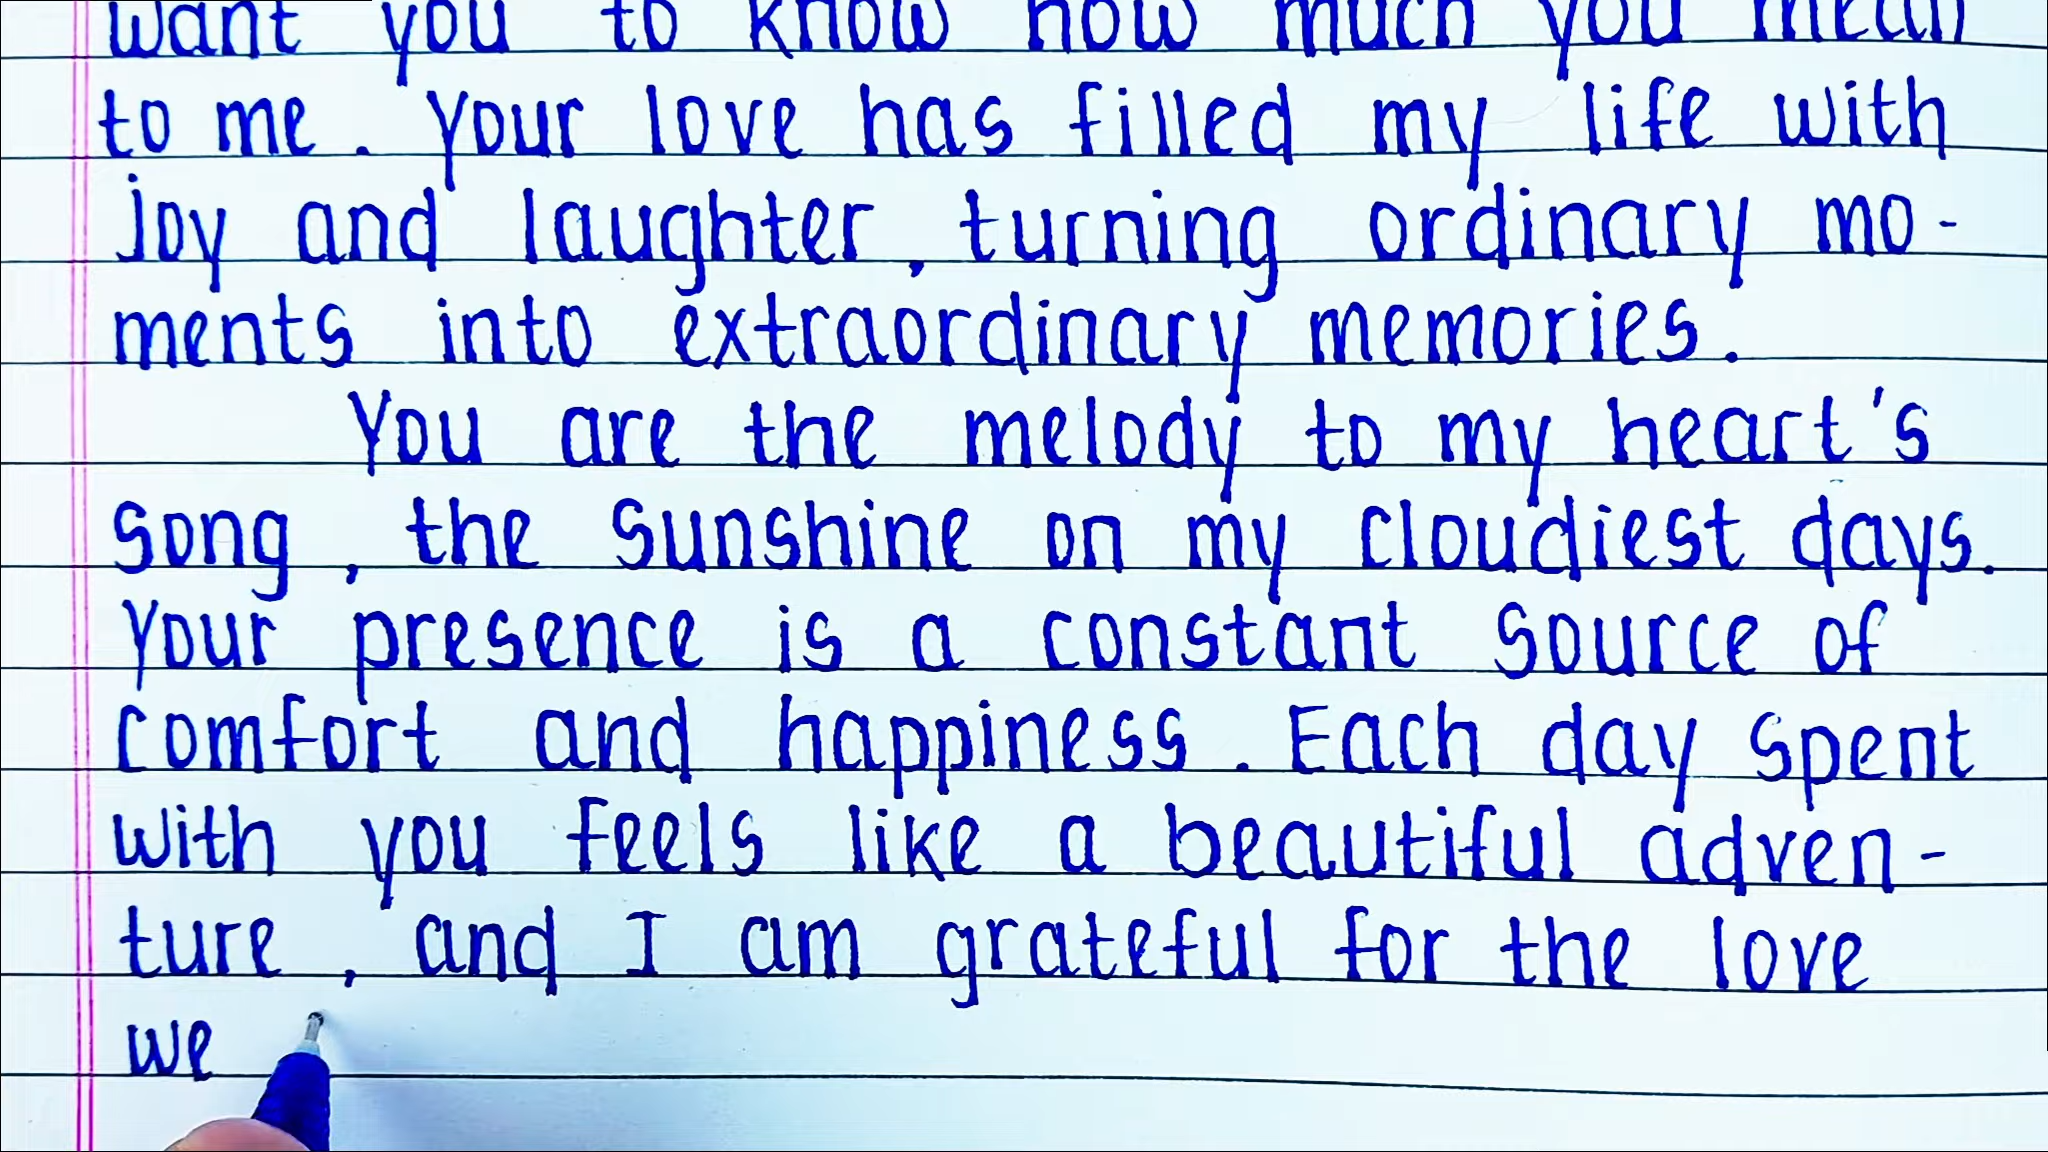 want you to know how much you mean
to me. Your love has filled my life with
joy and laughter, turning ordinary mo-
ments into extraordinary memories.
You are the melody to my heart's
song, the sunshine on my cloudiest days.
Your presence is a constant source of
comfort and happiness. Each day spent
with you feels like a beautiful adven-
ture, and I am grateful for the love
we